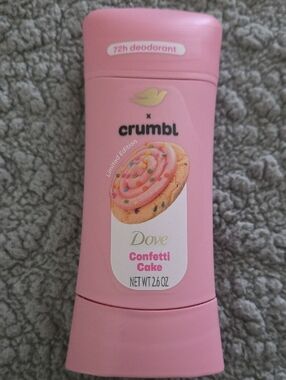 72h deodorant
x
crumbl
Limited Edition
Dove
Confetti
Cake
NET WT 2.6 OZ